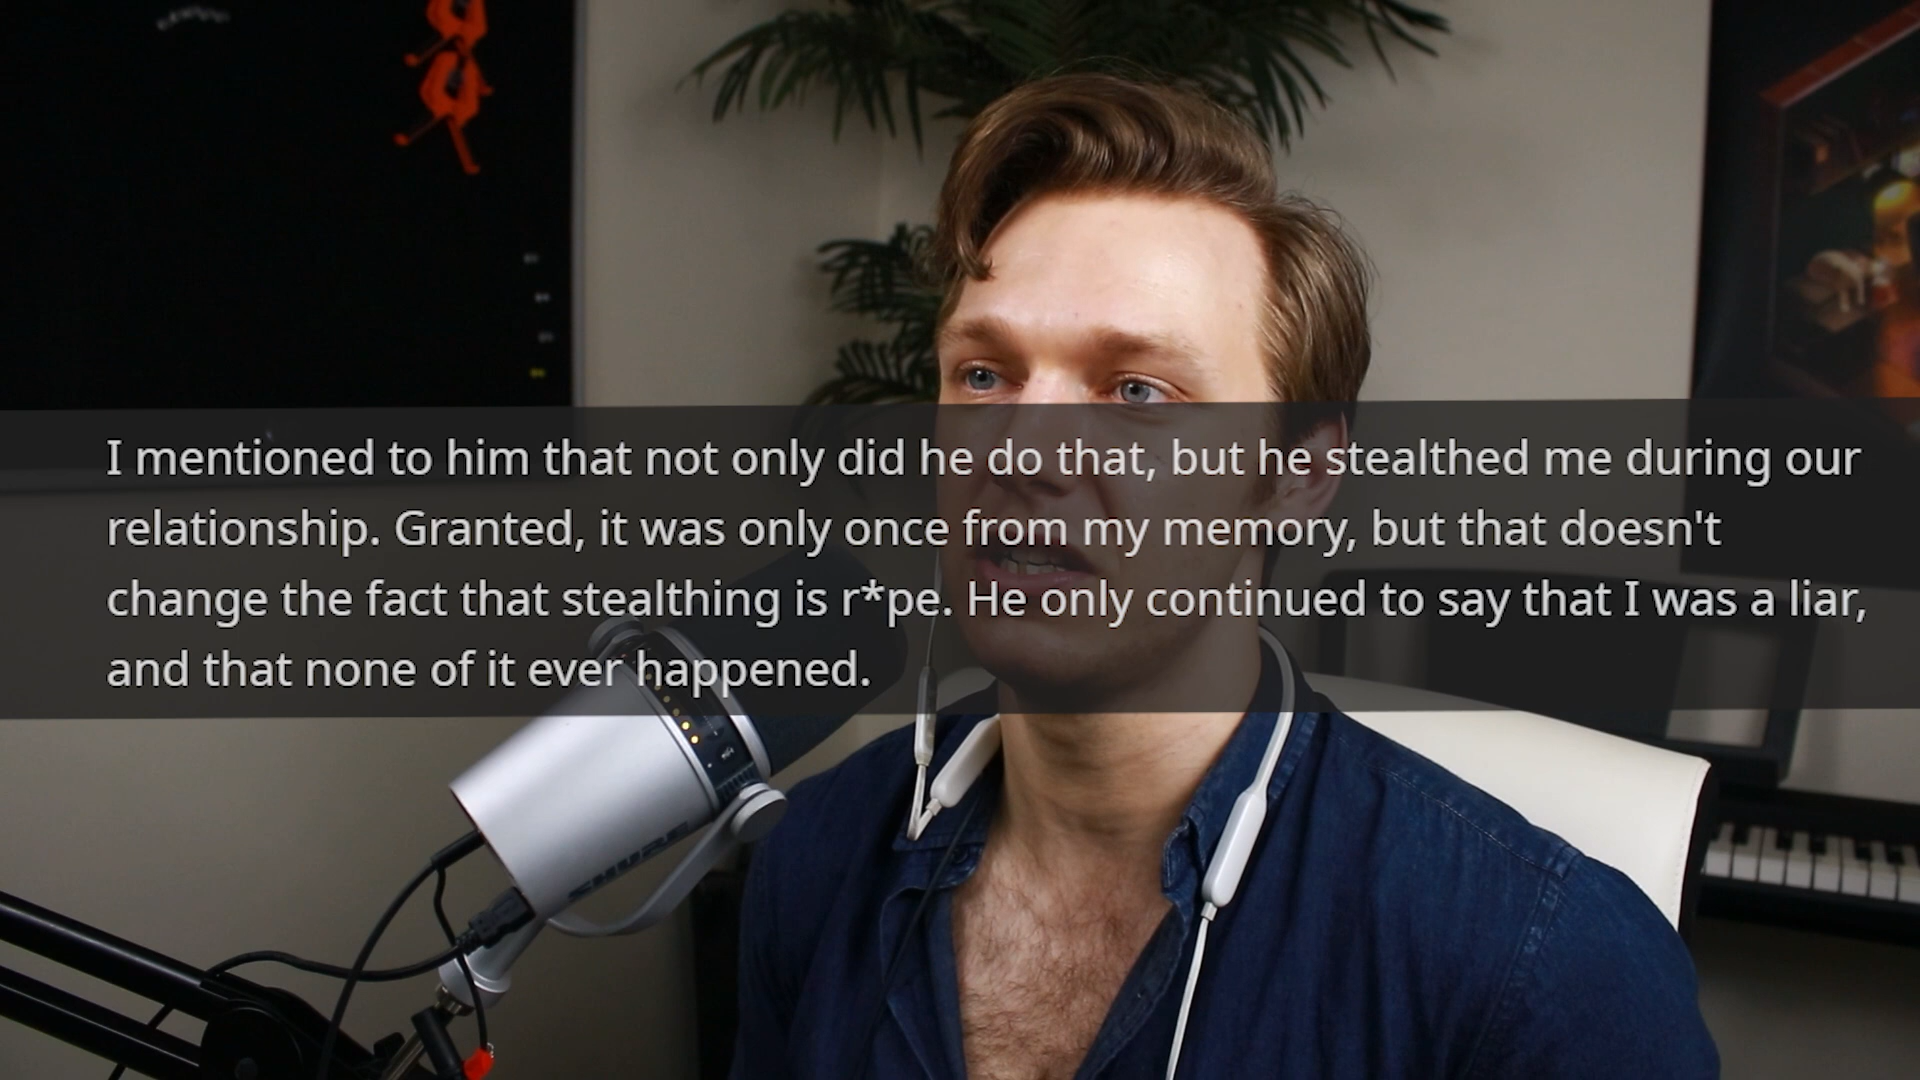 I mentioned to him that not only did he do that, but he stealthed me during our
relationship. Granted, it was only once from my memory, but that doesn't
change the fact that stealthing is r*pe. He only continued to say that I was a liar,
and that none of it ever happened.
SHURE